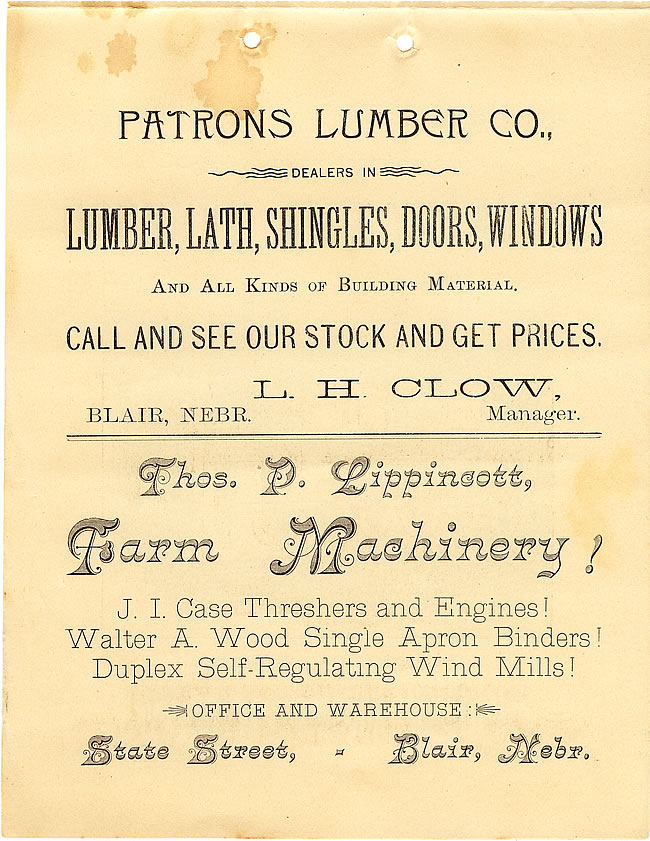 PATRONS LUMBER CO.,
DEALERS IN
LUMBER, LATH, SHINGLES, DOORS, WINDOWS
AND ALL KINDS OF BUILDING MATERIAL.
CALL AND SEE OUR STOCK AND GET PRICES.
L. H. CLOW,
BLAIR, NEBR. Manager.
Thos. P. Lippincott,
Farm Machinery!
J. I. Case Threshers and Engines!
Walter A. Wood Single Apron Binders!
Duplex Self-Regulating Wind Mills!
OFFICE AND WAREHOUSE:
State Street, - Blair, Nebr.